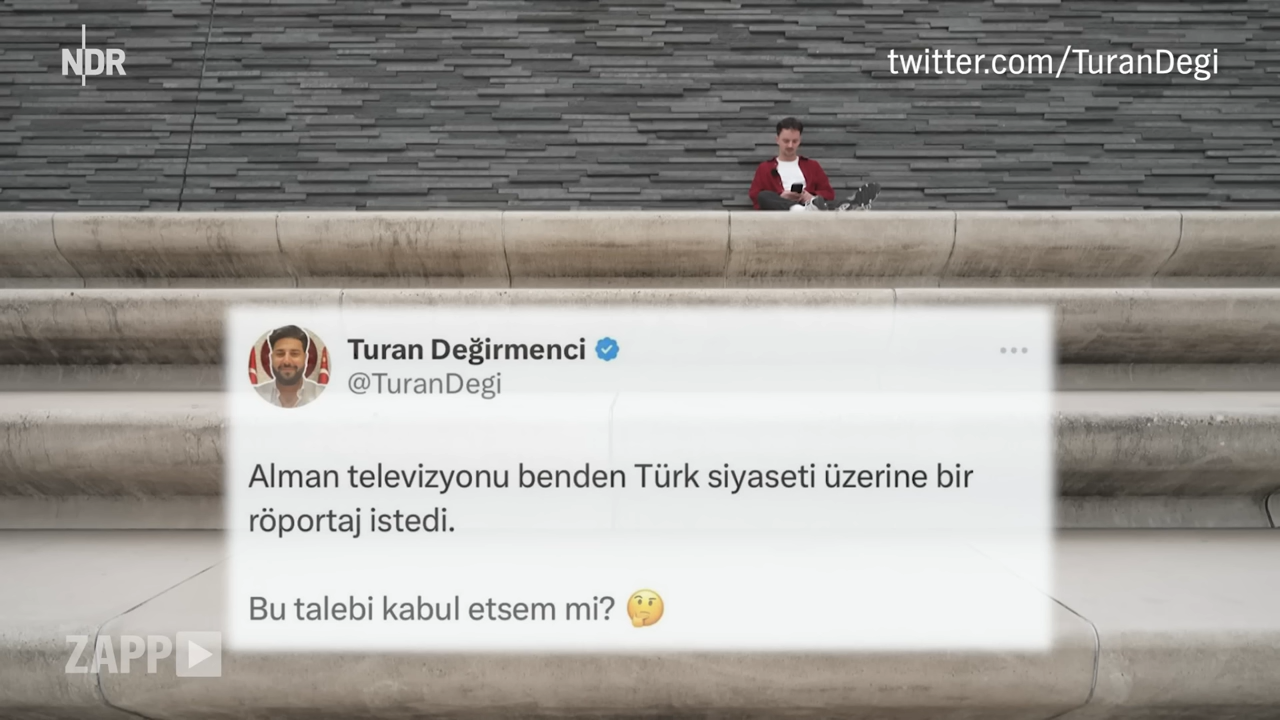 NDR
twitter.com/TuranDegi
Turan Değirmenci
@TuranDegi
Alman televizyonu benden Türk siyaseti üzerine bir
röportaj istedi.
Bu talebi kabul etsem mi? 🤔
ZAPP